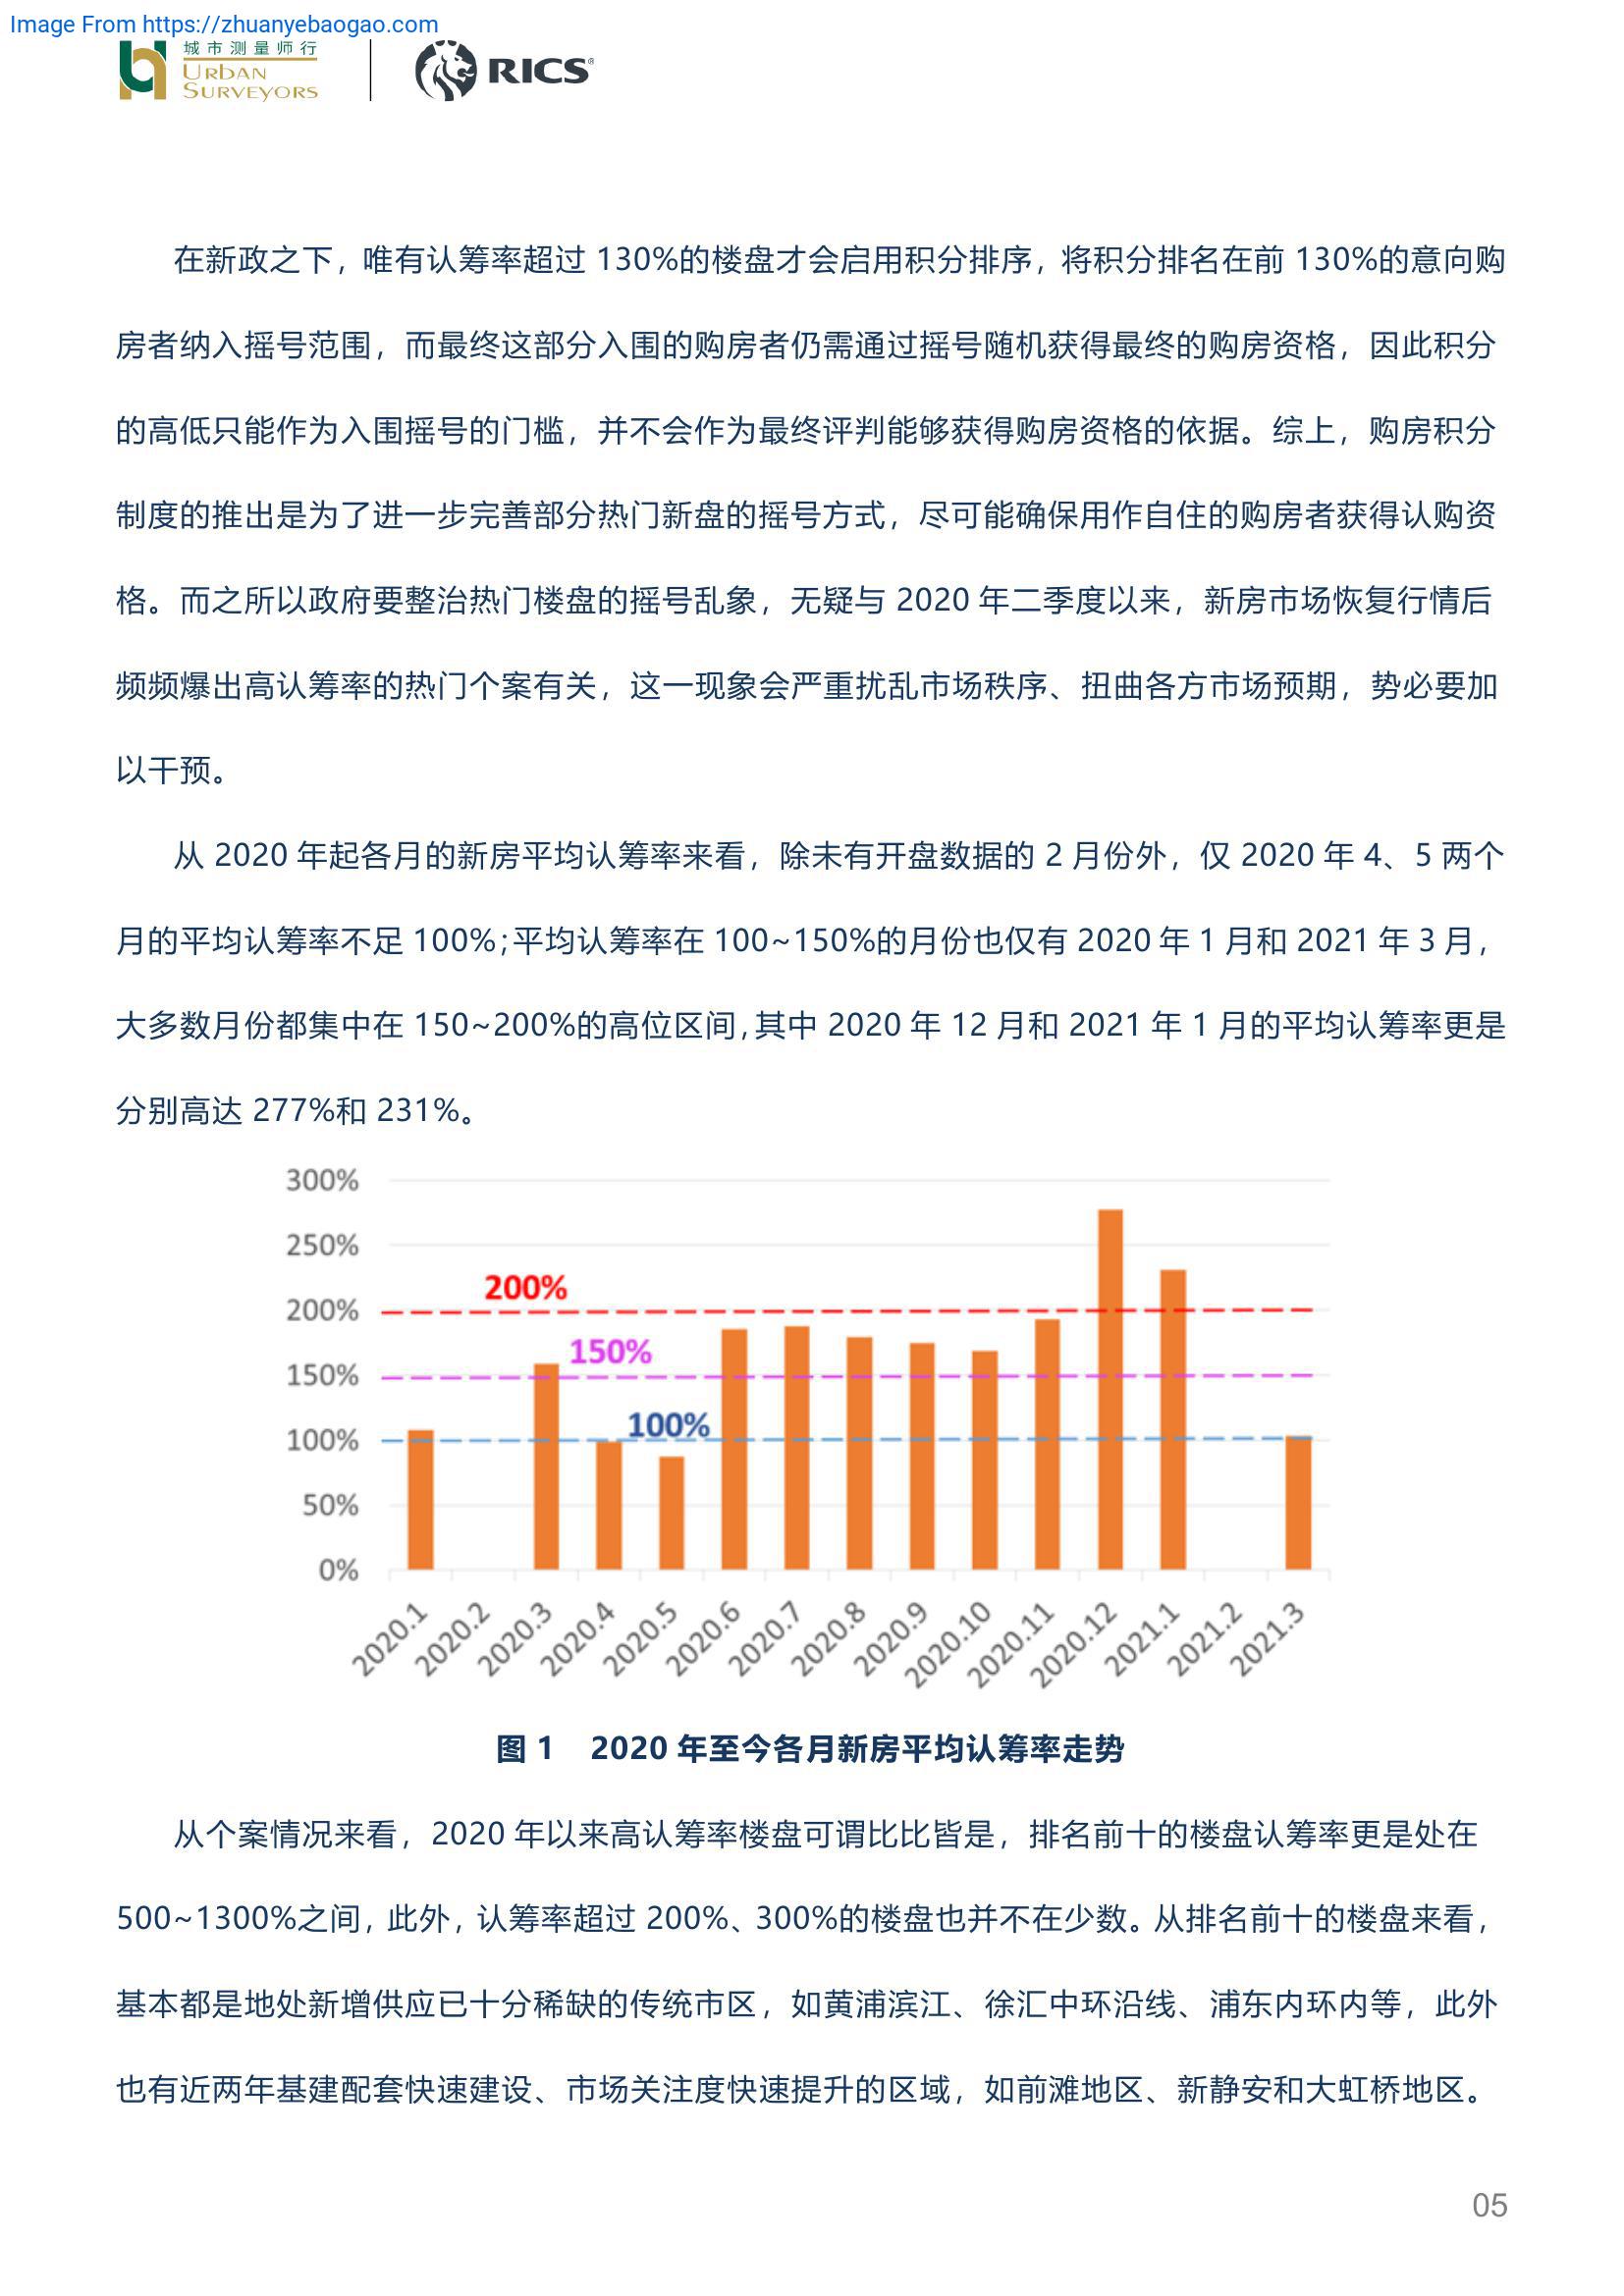 Image From https://zhuanyebaogao.com
城市测量师行
URBAN
SURVEYORS
RICS®
在新政之下，唯有认筹率超过 130%的楼盘才会启用积分排序，将积分排名在前 130%的意向购
房者纳入摇号范围，而最终这部分入围的购房者仍需通过摇号随机获得最终的购房资格，因此积分
的高低只能作为入围摇号的门槛，并不会作为最终评判能够获得购房资格的依据。综上，购房积分
制度的推出是为了进一步完善部分热门新盘的摇号方式，尽可能确保用作自住的购房者获得认购资
格。而之所以政府要整治热门楼盘的摇号乱象，无疑与 2020 年二季度以来，新房市场恢复行情后
频频爆出高认筹率的热门个案有关，这一现象会严重扰乱市场秩序、扭曲各方市场预期，势必要加
以干预。
从 2020 年起各月的新房平均认筹率来看，除未有开盘数据的 2 月份外，仅 2020 年 4、5 两个
月的平均认筹率不足 100%;平均认筹率在 100~150%的月份也仅有 2020 年 1 月和 2021 年 3 月，
大多数月份都集中在 150~200%的高位区间,其中 2020 年 12 月和 2021 年 1 月的平均认筹率更是
分别高达 277%和 231%。
300%
250%
200%
200%
150%
150%
100%
100%
50%
0%
2020.1
2020.2
2020.3
2020.4
2020.5
2020.6
2020.7
2020.8
2020.9
2020.10
2020.11
2020.12
2021.1
2021.2
2021.3
图 1 2020 年至今各月新房平均认筹率走势
从个案情况来看，2020 年以来高认筹率楼盘可谓比比皆是，排名前十的楼盘认筹率更是处在
500~1300%之间，此外，认筹率超过 200%、300%的楼盘也并不在少数。从排名前十的楼盘来看，
基本都是地处新增供应已十分稀缺的传统市区，如黄浦滨江、徐汇中环沿线、浦东内环内等，此外
也有近两年基建配套快速建设、市场关注度快速提升的区域，如前滩地区、新静安和大虹桥地区。
05